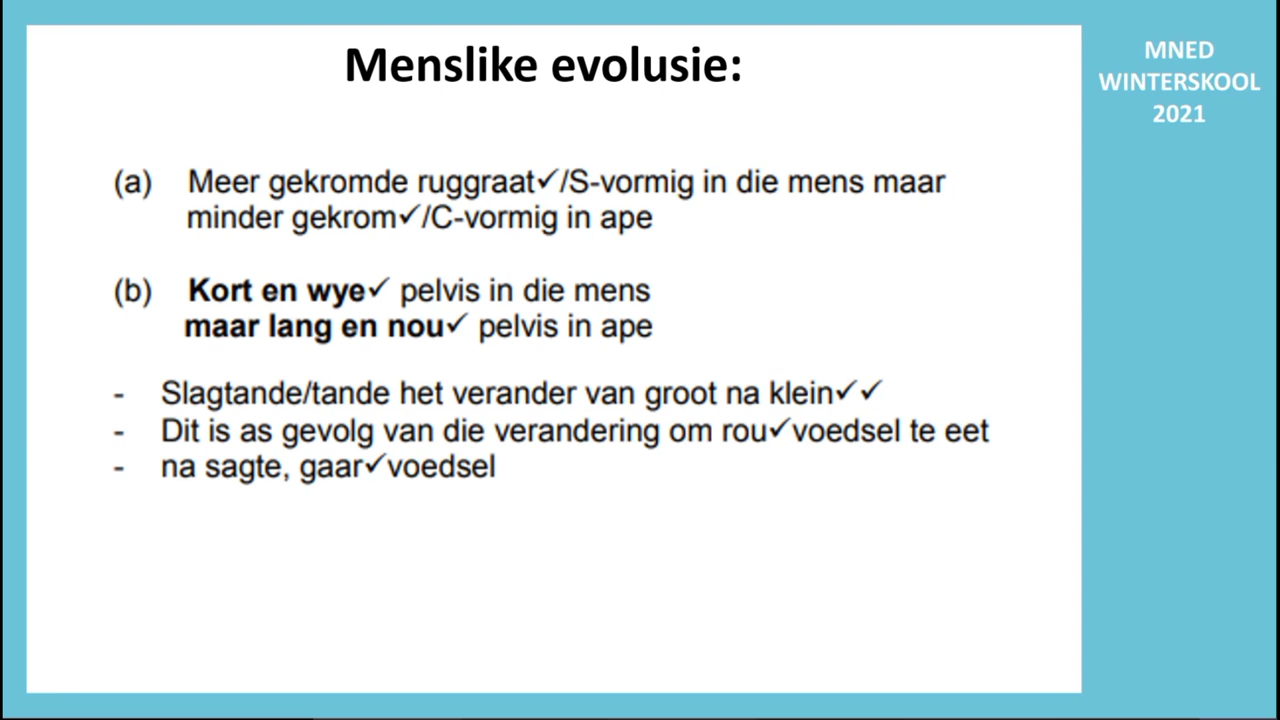 Menslike evolusie:
MNED
WINTERSKOOL
2021
(a) Meer gekromde ruggraat✓/S-vormig in die mens maar
minder gekrom✓/C-vormig in ape
(b) Kort en wye✓ pelvis in die mens
maar lang en nou✓ pelvis in ape
- Slagtande/tande het verander van groot na klein✓✓
- Dit is as gevolg van die verandering om rou✓voedsel te eet
- na sagte, gaar✓voedsel